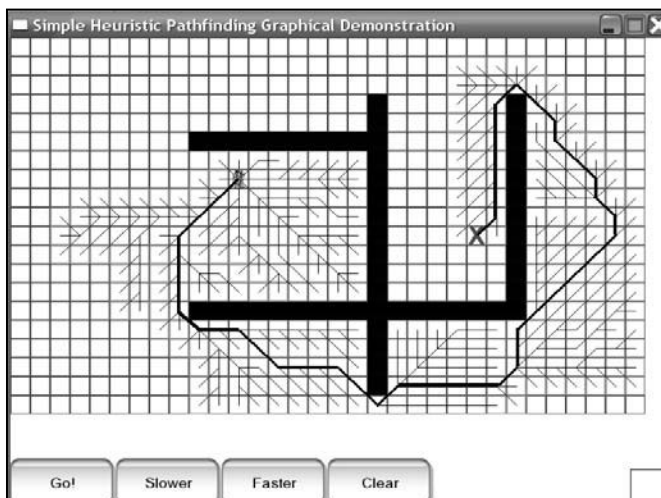 Simple Heuristic Pathfinding Graphical Demonstration
X
Go! Slower Faster Clear